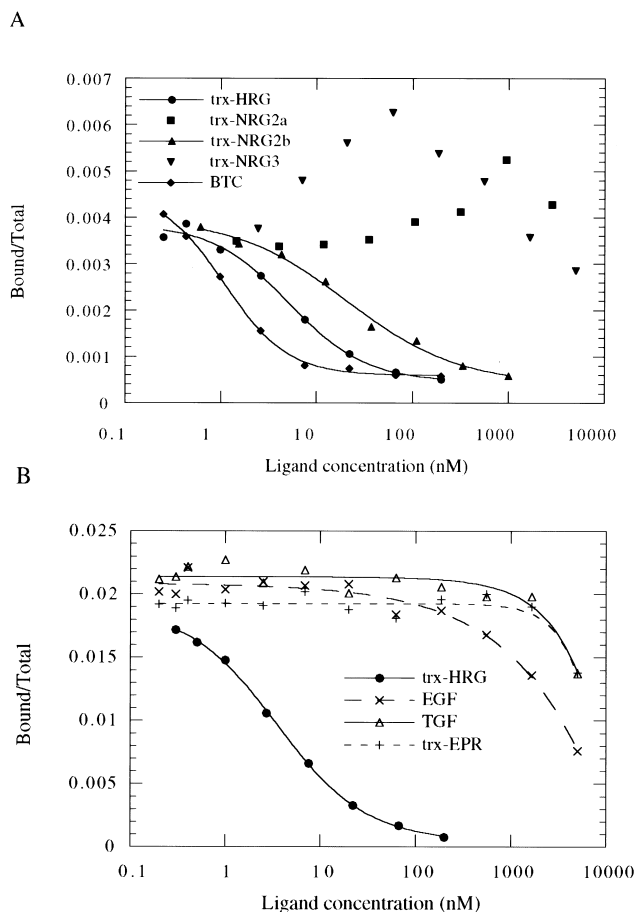 A
0.007
0.006
0.005
0.004
0.003
0.002
0.001
0
Bound/Total
trx-HRG
trx-NRG2a
trx-NRG2b
trx-NRG3
BTC
0.1 1 10 100 1000 10000
Ligand concentration (nM)
B
0.025
0.02
0.015
0.01
0.005
0
Bound/Total
trx-HRG
EGF
TGF
trx-EPR
0.1 1 10 100 1000 10000
Ligand concentration (nM)